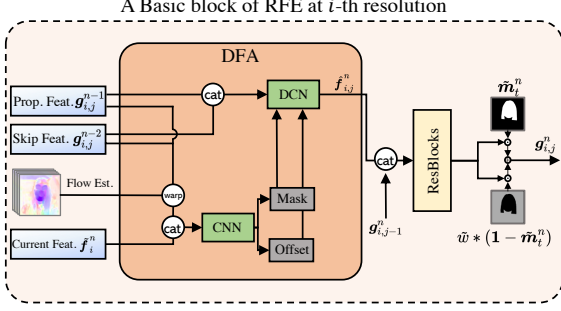 A Basic block of RFE at i-th resolution
DFA
Prop. Feat. g^{n-1}_{i,j}
cat
DCN
f̂^n_{i,j}
m̃^n_t
Skip Feat. g^{n-2}_{i,j}
Flow Est.
warp
cat
ResBlocks
g^n_{i,j}
Mask
Current Feat. f̃^n_i
cat
CNN
Offset
g^n_{i,j-1}
w̃ * (1 − m̃^n_t)